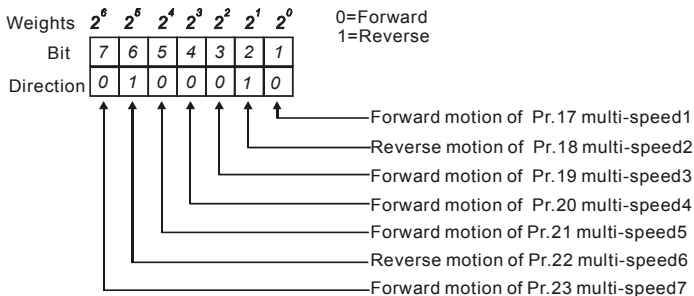 Weights 2^6 2^5 2^4 2^3 2^2 2^1 2^0
0=Forward
1=Reverse
Bit 7 6 5 4 3 2 1
Direction 0 1 0 0 0 1 0
Forward motion of Pr.17 multi-speed1
Reverse motion of Pr.18 multi-speed2
Forward motion of Pr.19 multi-speed3
Forward motion of Pr.20 multi-speed4
Forward motion of Pr.21 multi-speed5
Reverse motion of Pr.22 multi-speed6
Forward motion of Pr.23 multi-speed7